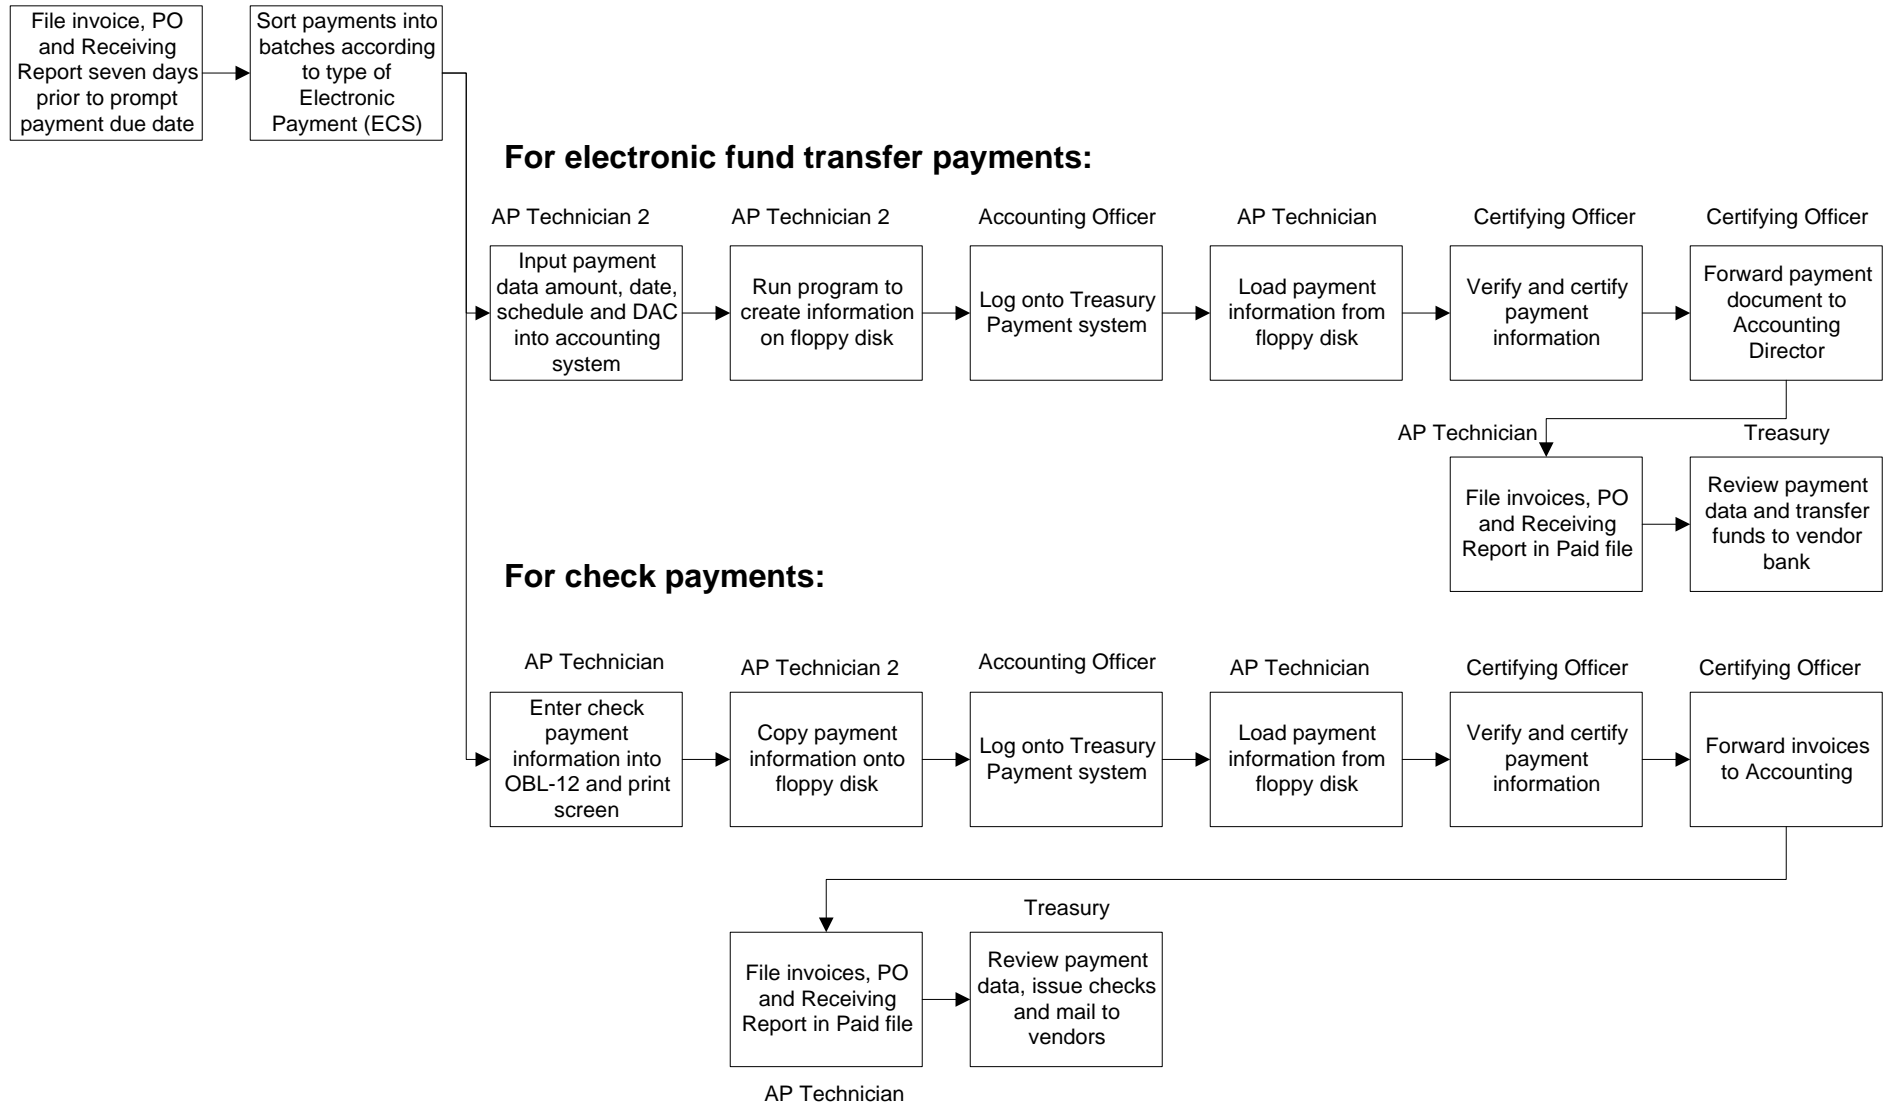 File invoice, PO
and Receiving
Report seven days
prior to prompt
payment due date
Sort payments into
batches according
to type of
Electronic
Payment (ECS)
For electronic fund transfer payments:
AP Technician 2
Input payment
data amount, date,
schedule and DAC
into accounting
system
AP Technician 2
Run program to
create information
on floppy disk
Accounting Officer
Log onto Treasury
Payment system
AP Technician
Load payment
information from
floppy disk
Certifying Officer
Verify and certify
payment
information
Certifying Officer
Forward payment
document to
Accounting
Director
AP Technician
File invoices, PO
and Receiving
Report in Paid file
Treasury
Review payment
data and transfer
funds to vendor
bank
For check payments:
AP Technician
Enter check
payment
information into
OBL-12 and print
screen
AP Technician 2
Copy payment
information onto
floppy disk
Accounting Officer
Log onto Treasury
Payment system
AP Technician
Load payment
information from
floppy disk
Certifying Officer
Verify and certify
payment
information
Certifying Officer
Forward invoices
to Accounting
File invoices, PO
and Receiving
Report in Paid file
AP Technician
Treasury
Review payment
data, issue checks
and mail to
vendors